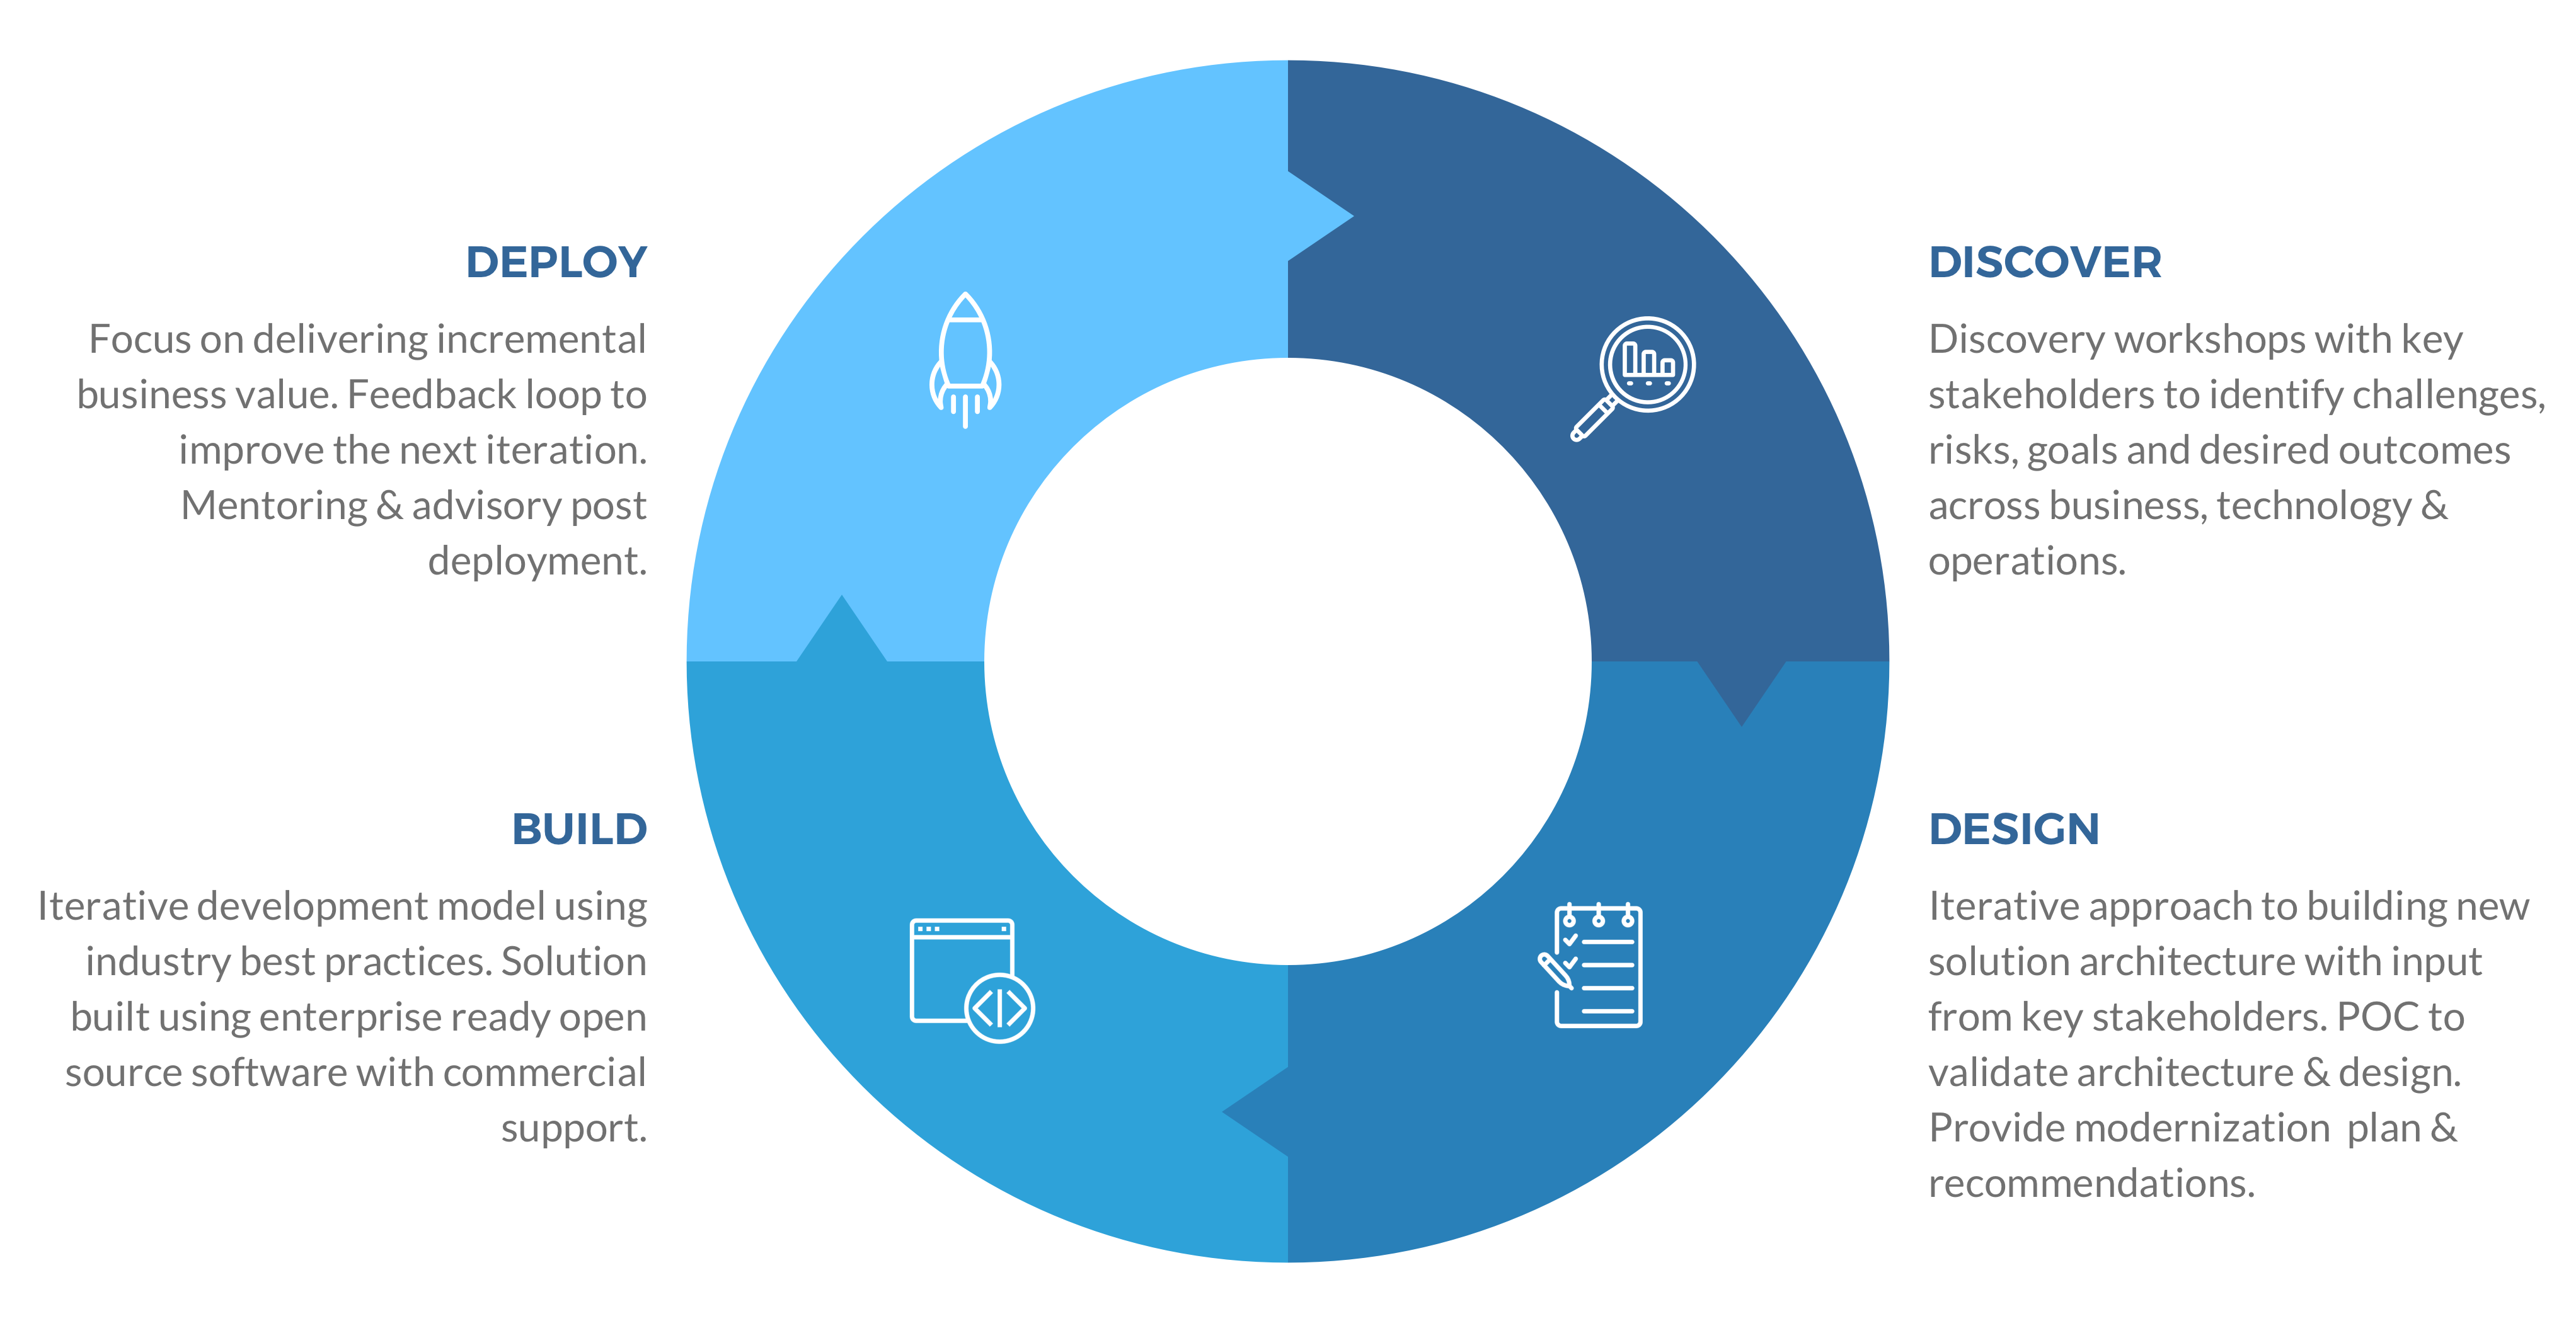 DEPLOY
Focus on delivering incremental
business value. Feedback loop to
improve the next iteration.
Mentoring & advisory post
deployment.
DISCOVER
Discovery workshops with key
stakeholders to identify challenges,
risks, goals and desired outcomes
across business, technology &
operations.
BUILD
Iterative development model using
industry best practices. Solution
built using enterprise ready open
source software with commercial
support.
DESIGN
Iterative approach to building new
solution architecture with input
from key stakeholders. POC to
validate architecture & design.
Provide modernization  plan &
recommendations.